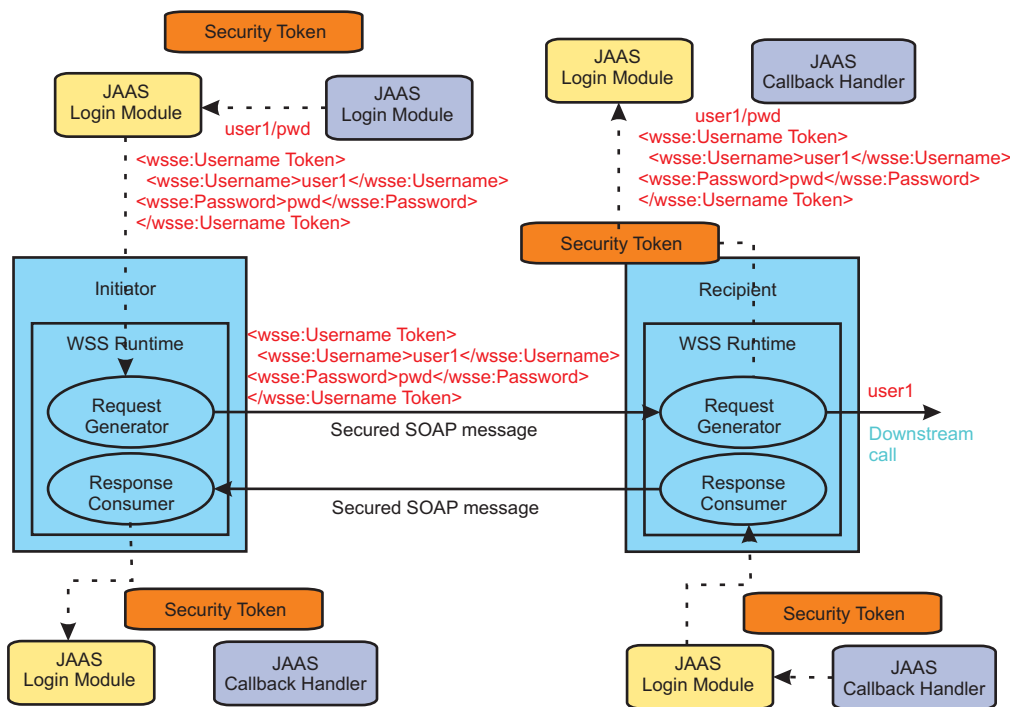 Security Token
JAAS
Login Module
JAAS
Login Module
user1/pwd
<wsse:Username Token>
<wsse:Username>user1</wsse:Username>
<wsse:Password>pwd</wsse:Password>
</wsse:Username Token>
JAAS
Login Module
JAAS
Callback Handler
user1/pwd
<wsse:Username Token>
<wsse:Username>user1</wsse:Username>
<wsse:Password>pwd</wsse:Password>
</wsse:Username Token>
Security Token
Initiator
WSS Runtime
Request
Generator
Response
Consumer
<wsse:Username Token>
<wsse:Username>user1</wsse:Username>
<wsse:Password>pwd</wsse:Password>
</wsse:Username Token>
Secured SOAP message
Secured SOAP message
Recipient
WSS Runtime
Request
Generator
Response
Consumer
user1
Downstream
call
Security Token
JAAS
Login Module
JAAS
Callback Handler
Security Token
JAAS
Login Module
JAAS
Callback Handler